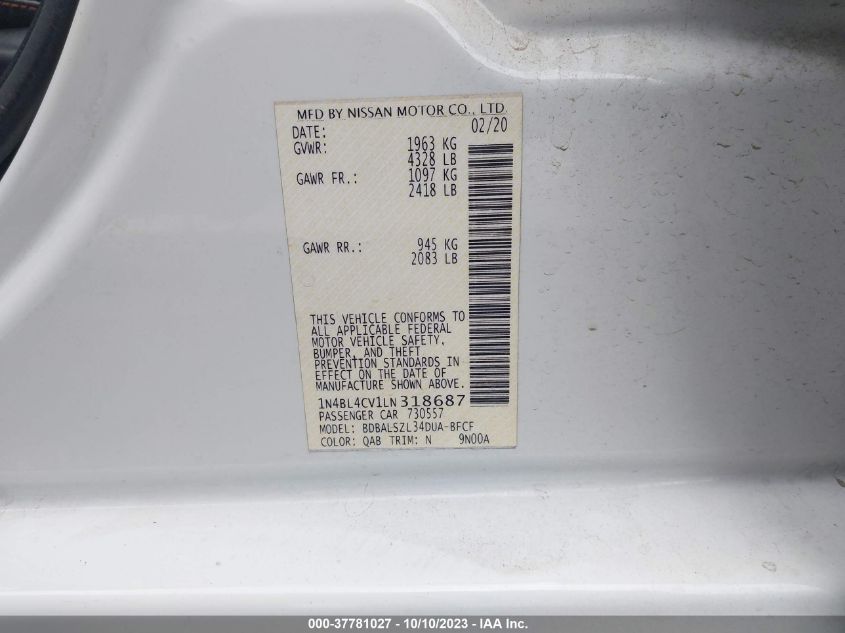 MFD BY NISSAN MOTOR CO., LTD.
DATE: 02/20
GVWR: 1963 KG
4328 LB
GAWR FR.: 1097 KG
2418 LB
GAWR RR.: 945 KG
2083 LB
THIS VEHICLE CONFORMS TO
ALL APPLICABLE FEDERAL
MOTOR VEHICLE SAFETY,
BUMPER, AND THEFT
PREVENTION STANDARDS IN
EFFECT ON THE DATE OF
MANUFACTURE SHOWN ABOVE.
1N4BL4CV1LN318687
PASSENGER CAR 730557
MODEL: BDBALSZL34DUA-BFCF
COLOR: QAB TRIM: N 9N00A
000-37781027 - 10/10/2023 - IAA Inc.